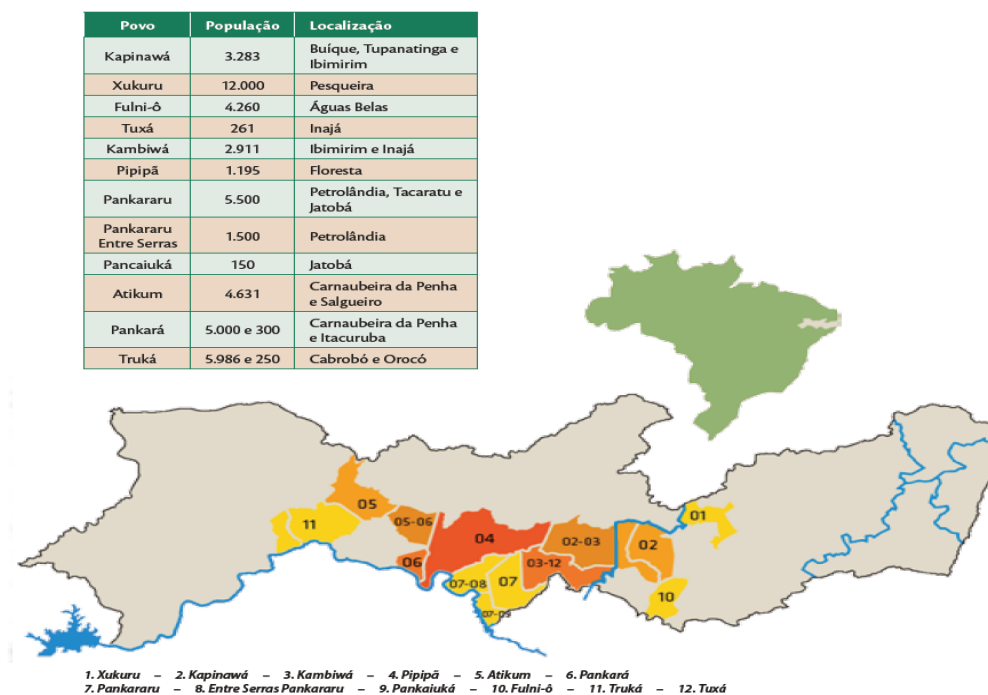 Povo População Localização
Kapinawá 3.283 Buíque, Tupanatinga e
Ibimirim
Xukuru 12.000 Pesqueira
Fulni-ô 4.260 Águas Belas
Tuxá 261 Inajá
Kambiwá 2.911 Ibimirim e Inajá
Pipipã 1.195 Floresta
Pankararu 5.500 Petrolândia, Tacaratu e
Jatobá
Pankararu
Entre Serras 1.500 Petrolândia
Pancaiuká 150 Jatobá
Atikum 4.631 Carnaubeira da Penha
e Salgueiro
Pankará 5.000 e 300 Carnaubeira da Penha
e Itacuruba
Truká 5.986 e 250 Cabrobó e Orocó
05
01
11
05-06
04
02-03
02
06
03-12
07-08
07
10
07-09
1. Xukuru – 2. Kapinawá – 3. Kambiwá – 4. Pipipã – 5. Atikum – 6. Pankará
7. Pankararu – 8. Entre Serras Pankararu – 9. Pankaiuká – 10. Fulni-ô – 11. Truká – 12. Tuxá